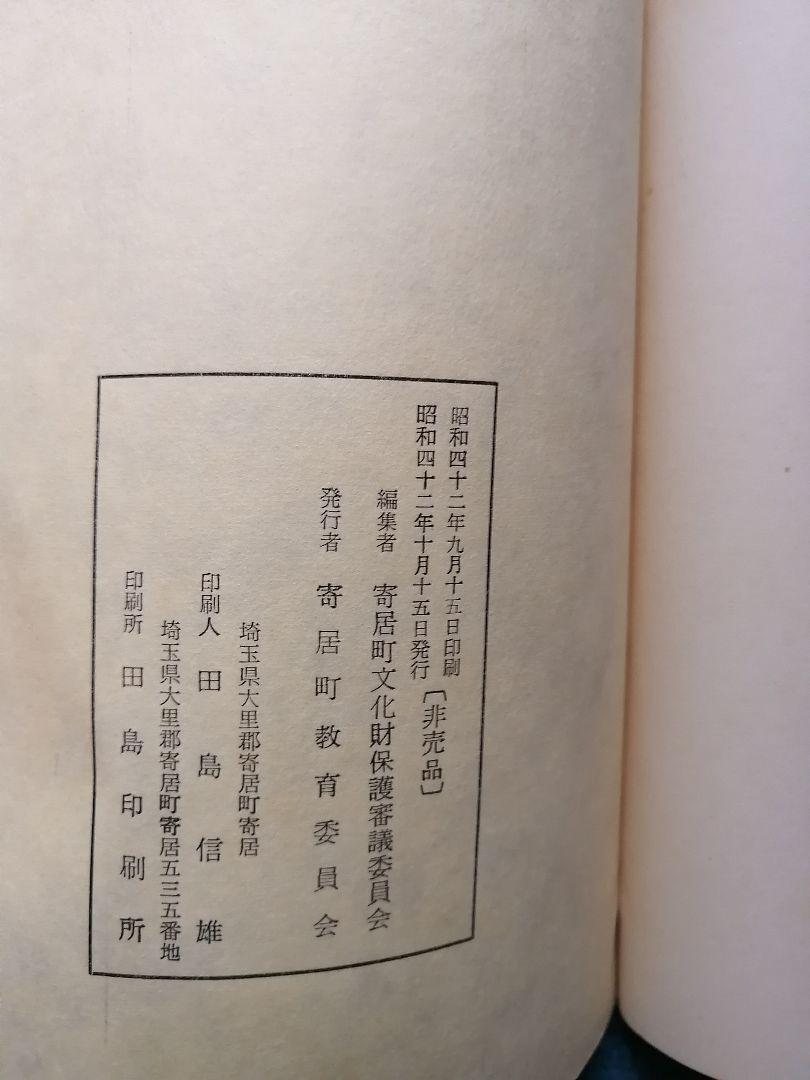 昭和四十二年九月十五日印刷
昭和四十二年十月十五日発行〔非売品〕
編集者 寄居町文化財保護審議委員会
発行者 寄居町教育委員会
埼玉県大里郡寄居町寄居
印刷人 田島信雄
埼玉県大里郡寄居町寄居五三五番地
印刷所 田島印刷所